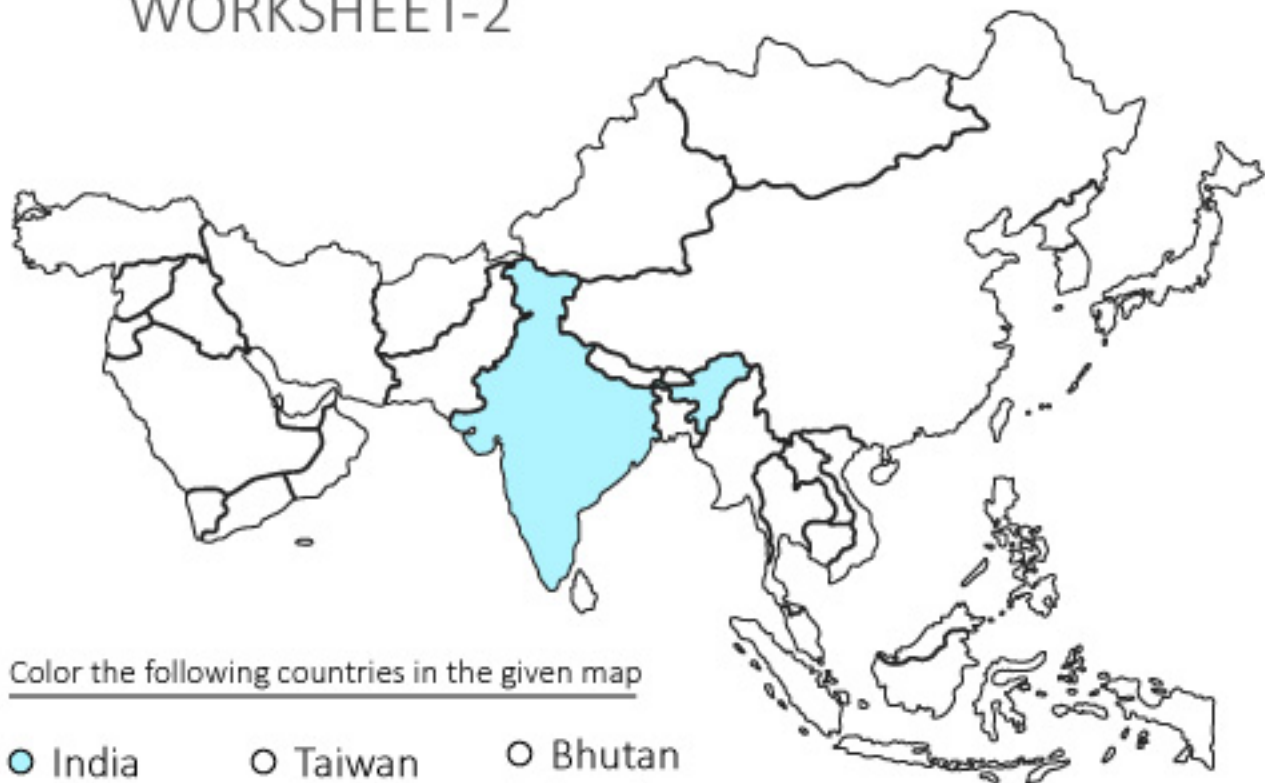 WORKSHEET-2
Color the following countries in the given map
India
Taiwan
Bhutan